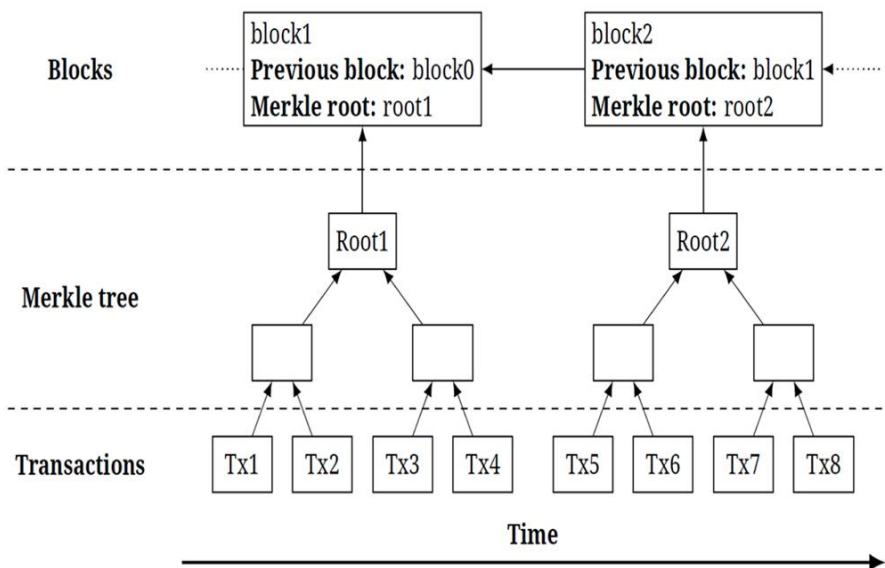 block1
Previous block: block0
Merkle root: root1
block2
Previous block: block1
Merkle root: root2
Blocks
Root1
Root2
Merkle tree
Transactions
Tx1
Tx2
Tx3
Tx4
Tx5
Tx6
Tx7
Tx8
Time